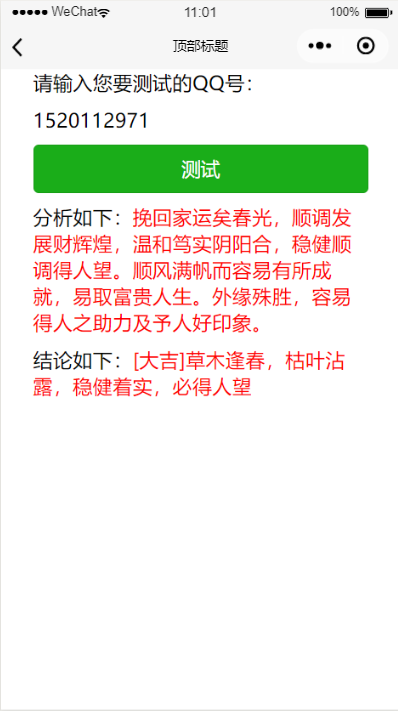 WeChat 11:01 100%
顶部标题
请输入您要测试的QQ号：
1520112971
测试
分析如下：挽回家运矣春光，顺调发
展财辉煌，温和笃实阴阳合，稳健顺
调得人望。顺风满帆而容易有所成
就，易取富贵人生。外缘殊胜，容易
得人之助力及予人好印象。
结论如下：[大吉]草木逢春，枯叶沾
露，稳健着实，必得人望